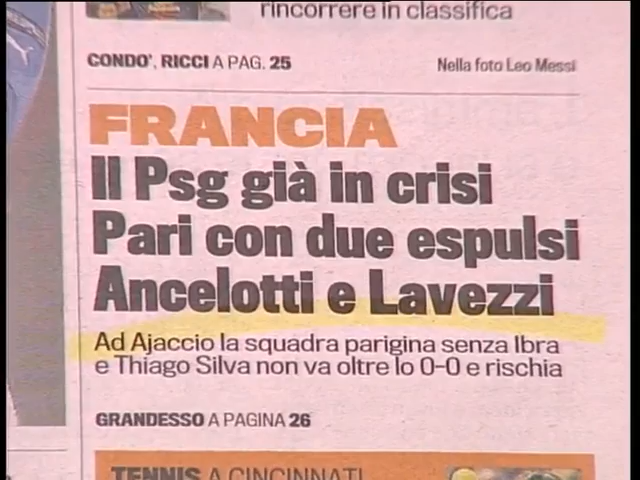 rincorrere in classifica
CONDO', RICCI A PAG. 25
Nella foto Leo Messi
FRANCIA
Il Psg già in crisi
Pari con due espulsi
Ancelotti e Lavezzi
Ad Ajaccio la squadra parigina senza Ibra
e Thiago Silva non va oltre lo 0-0 e rischia
GRANDESSO A PAGINA 26
TENNIS A CINCINNATI